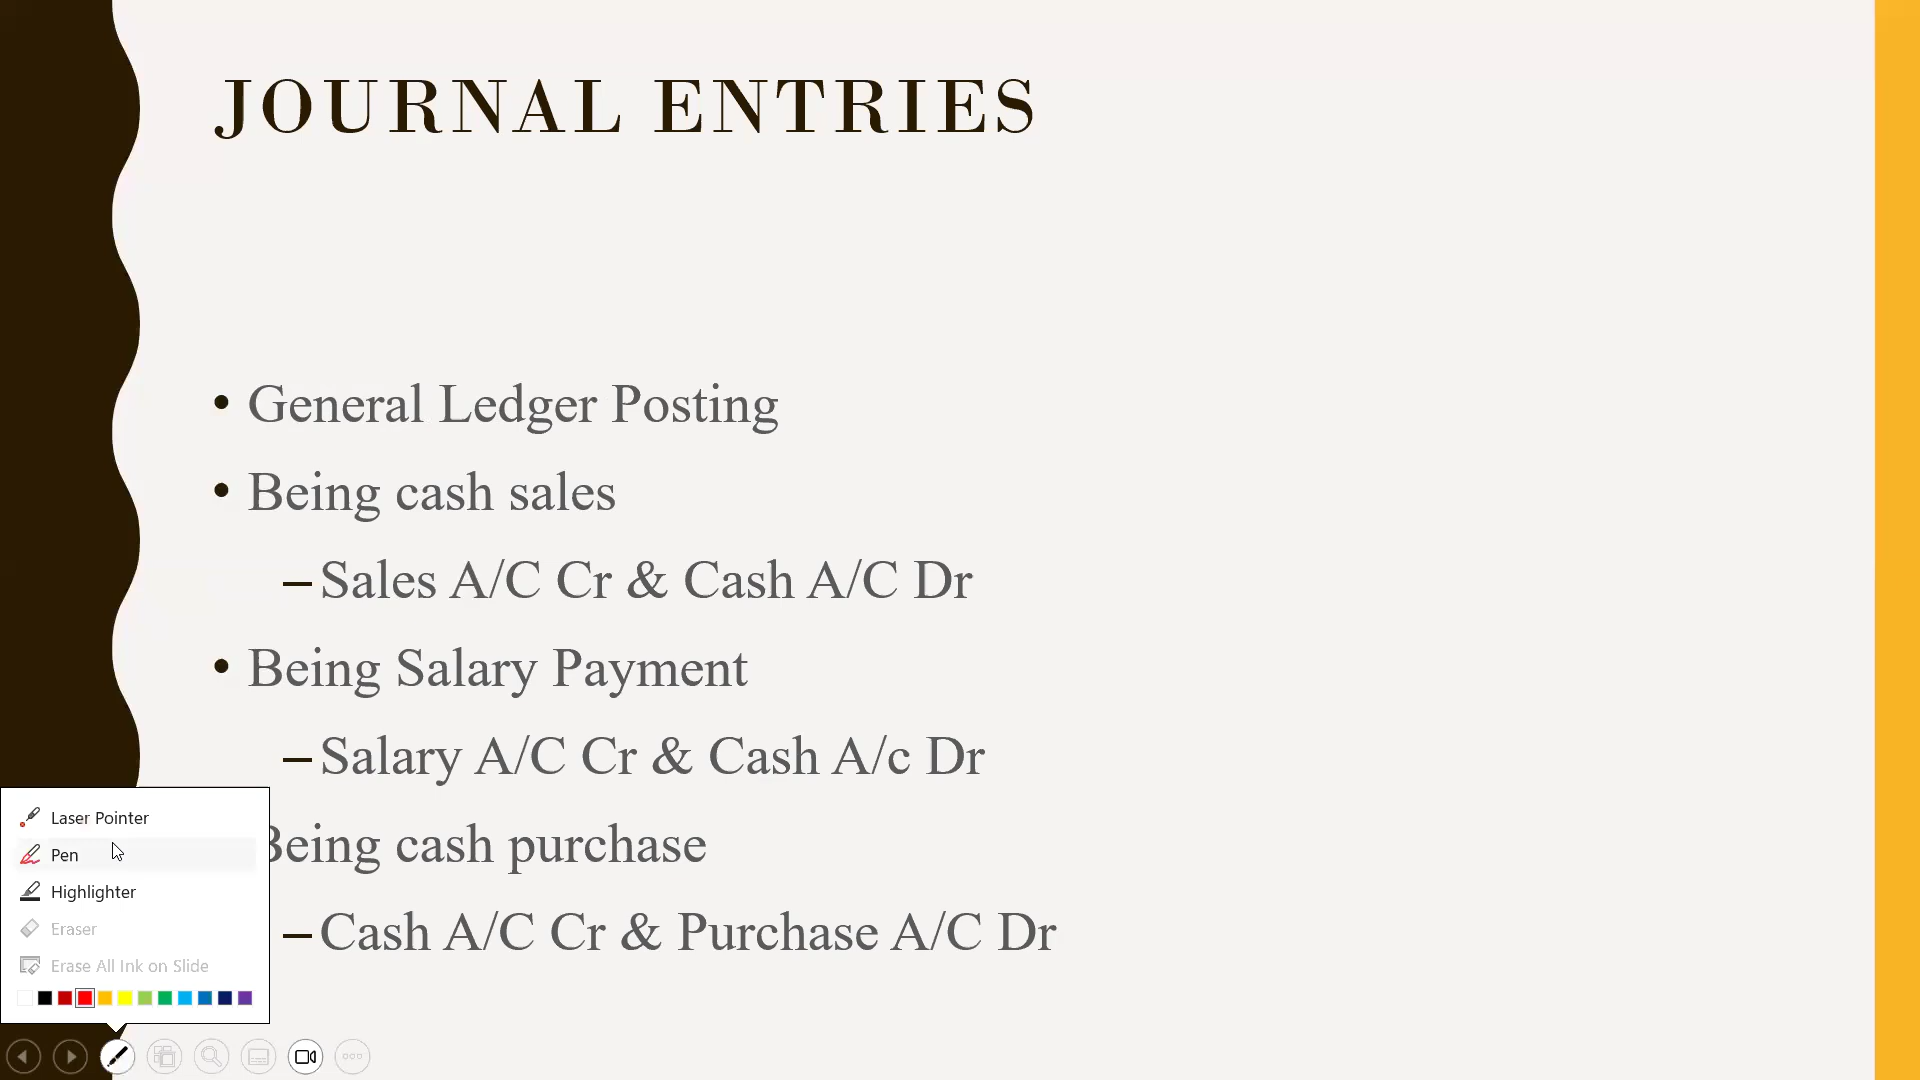 JOURNAL ENTRIES
• General Ledger Posting
• Being cash sales
– Sales A/C Cr & Cash A/C Dr
• Being Salary Payment
– Salary A/C Cr & Cash A/c Dr
Being cash purchase
– Cash A/C Cr & Purchase A/C Dr
Laser Pointer
Pen
Highlighter
Eraser
Erase All Ink on Slide